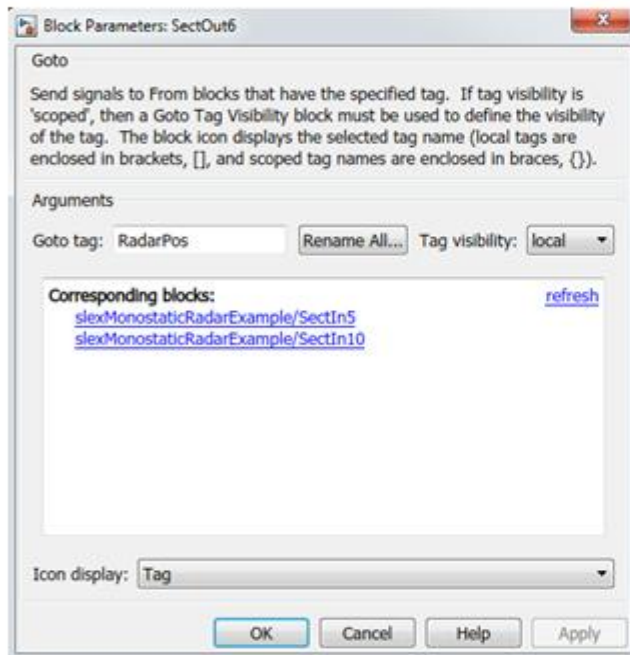 Block Parameters: SectOut6
Goto
Send signals to From blocks that have the specified tag.  If tag visibility is
'scoped', then a Goto Tag Visibility block must be used to define the visibility
of the tag.  The block icon displays the selected tag name (local tags are
enclosed in brackets, [], and scoped tag names are enclosed in braces, {}).
Arguments
Goto tag: RadarPos Rename All... Tag visibility: local
Corresponding blocks: refresh
slexMonostaticRadarExample/SectIn5
slexMonostaticRadarExample/SectIn10
Icon display: Tag
OK Cancel Help Apply